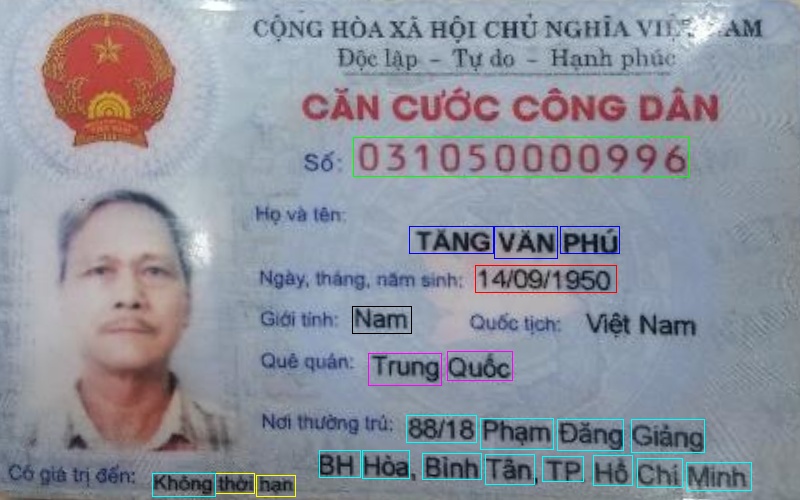 CỘNG HÒA XÃ HỘI CHỦ NGHĨA VIỆT NAM
Độc lập - Tự do - Hạnh phúc
CĂN CƯỚC CÔNG DÂN
Số: 031050000996
Họ và tên:
TĂNG VĂN PHÚ
Ngày, tháng, năm sinh: 14/09/1950
Giới tính: Nam Quốc tịch: Việt Nam
Quê quán: Trung Quốc
Nơi thường trú: 88/18 Phạm Đăng Giảng
BH Hòa, Bình Tân, TP Hồ Chí Minh
Có giá trị đến: Không thời hạn